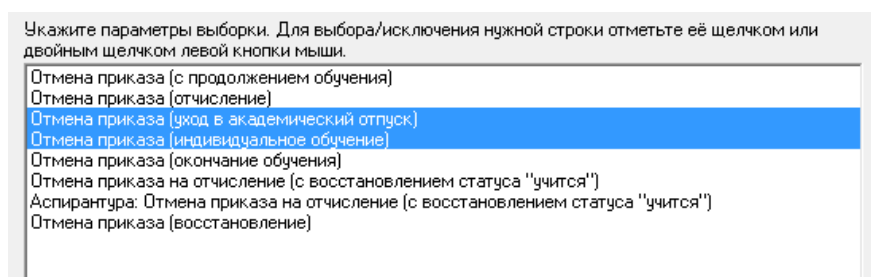 Укажите параметры выборки. Для выбора/исключения нужной строки отметьте её щелчком или
двойным щелчком левой кнопки мыши.
Отмена приказа (с продолжением обучения)
Отмена приказа (отчисление)
Отмена приказа (уход в академический отпуск)
Отмена приказа (индивидуальное обучение)
Отмена приказа (окончание обучения)
Отмена приказа на отчисление (с восстановлением статуса "учится")
Аспирантура: Отмена приказа на отчисление (с восстановлением статуса "учится")
Отмена приказа (восстановление)